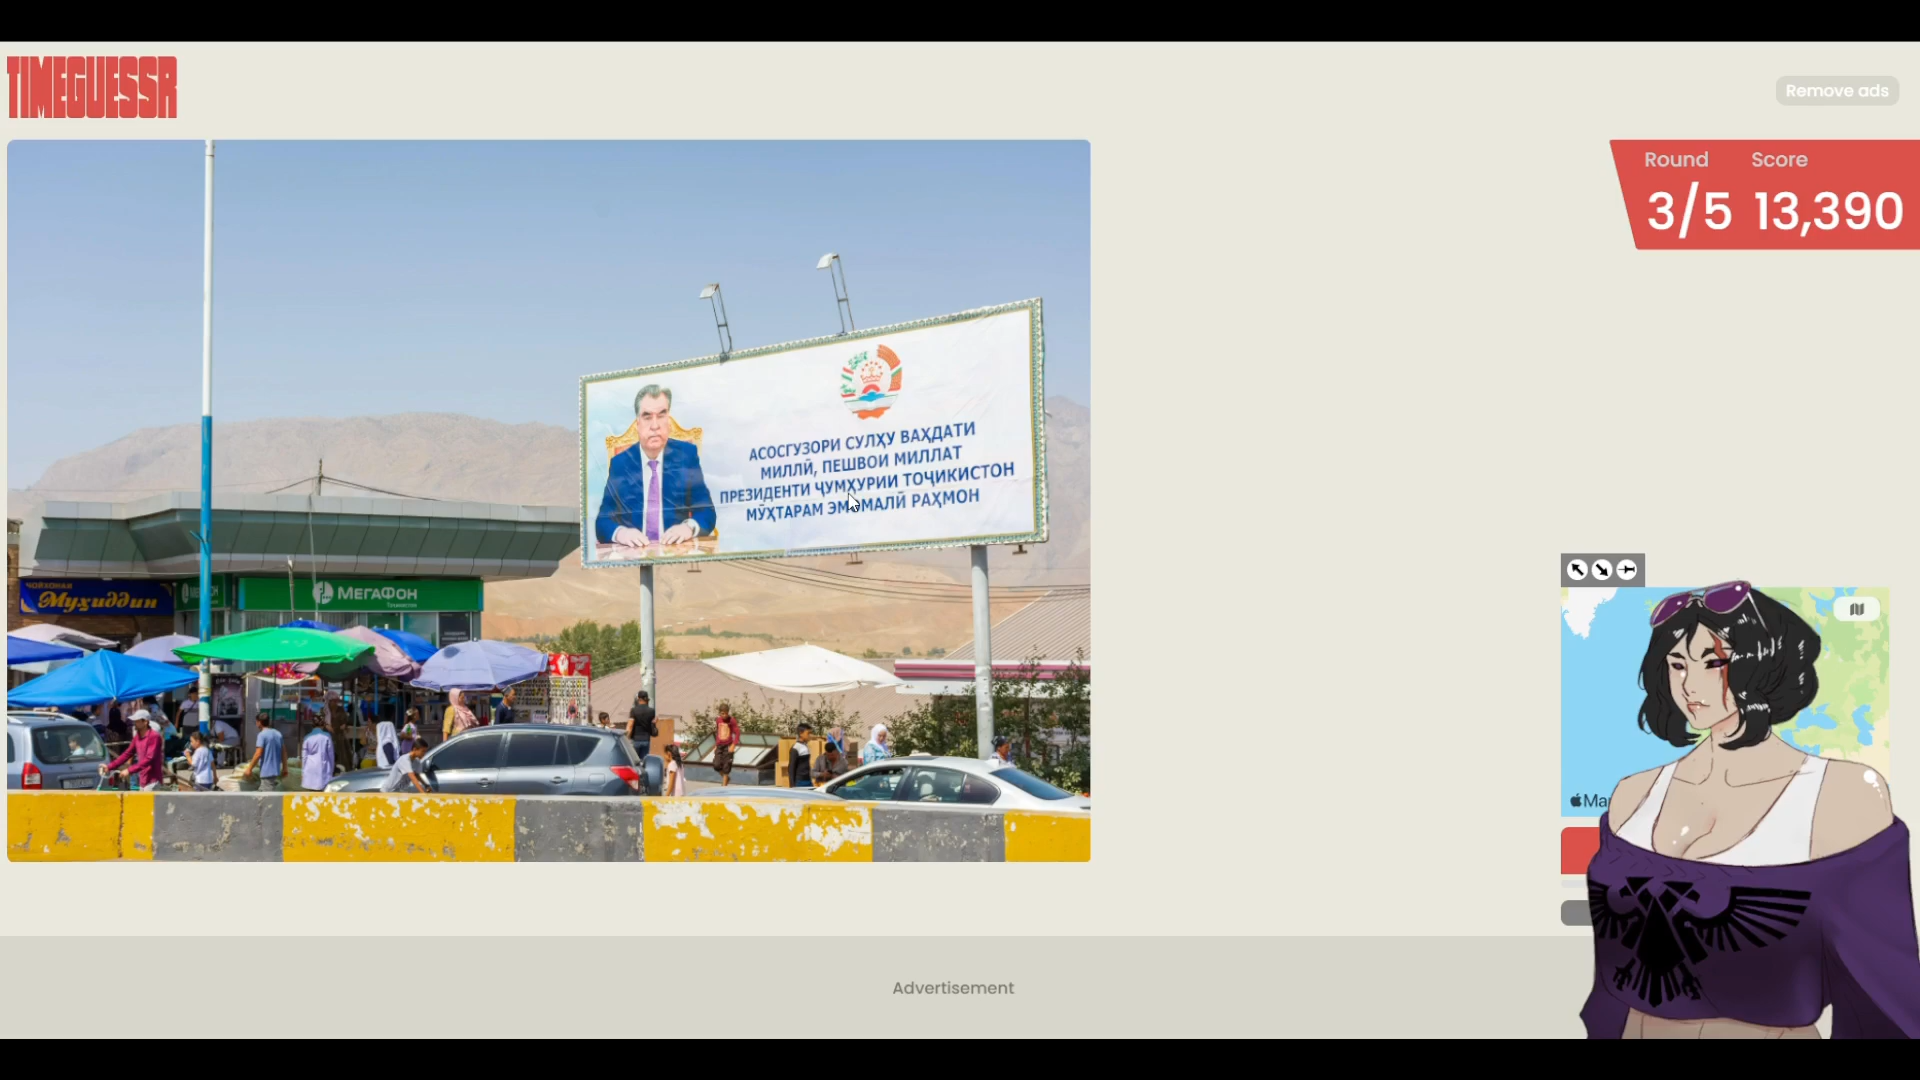 TIMEGUESSR
Remove ads
Round
Score
3/5
13,390
АСОСГУЗОРИ СУЛҲУ ВАҲДАТИ
МИЛЛӢ, ПЕШВОИ МИЛЛАТ
ПРЕЗИДЕНТИ ҶУМҲУРИИ ТОҶИКИСТОН
МӮҲТАРАМ ЭМОМАЛӢ РАҲМОН
ЧОЙХОНАИ
Муҳиддин
МЕГАФОН
Advertisement